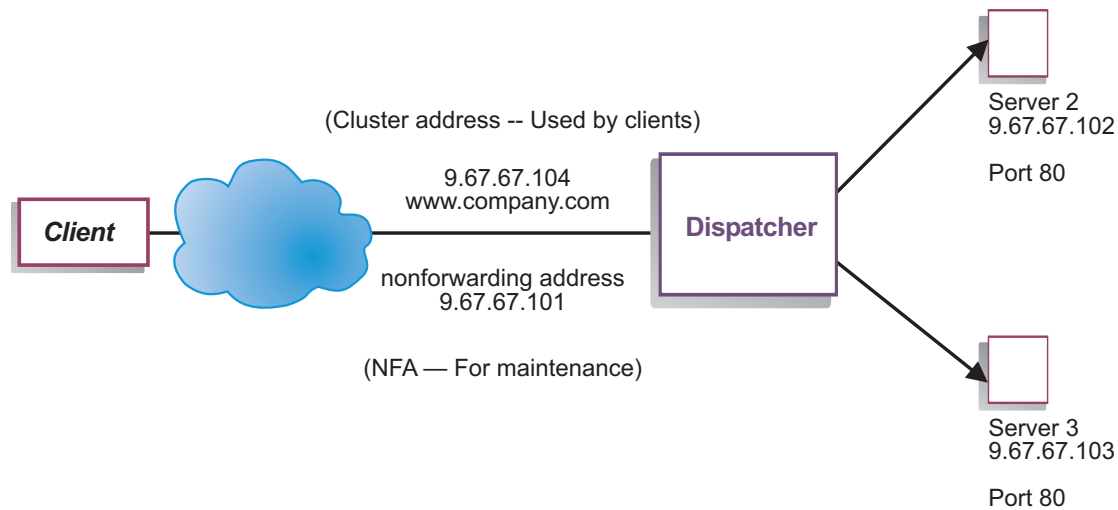 Client
(Cluster address -- Used by clients)
9.67.67.104
www.company.com
nonforwarding address
9.67.67.101
(NFA — For maintenance)
Dispatcher
Server 2
9.67.67.102
Port 80
Server 3
9.67.67.103
Port 80